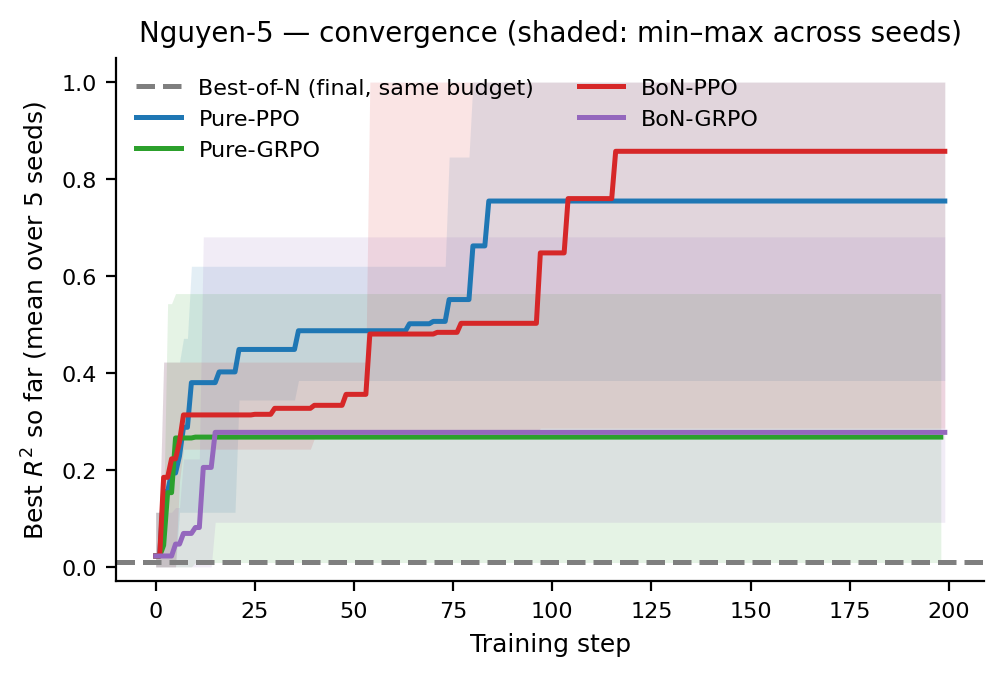 Nguyen-5 — convergence (shaded: min–max across seeds)
Best R² so far (mean over 5 seeds)
1.0
0.8
0.6
0.4
0.2
0.0
Best-of-N (final, same budget)
Pure-PPO
Pure-GRPO
BoN-PPO
BoN-GRPO
0 25 50 75 100 125 150 175 200
Training step